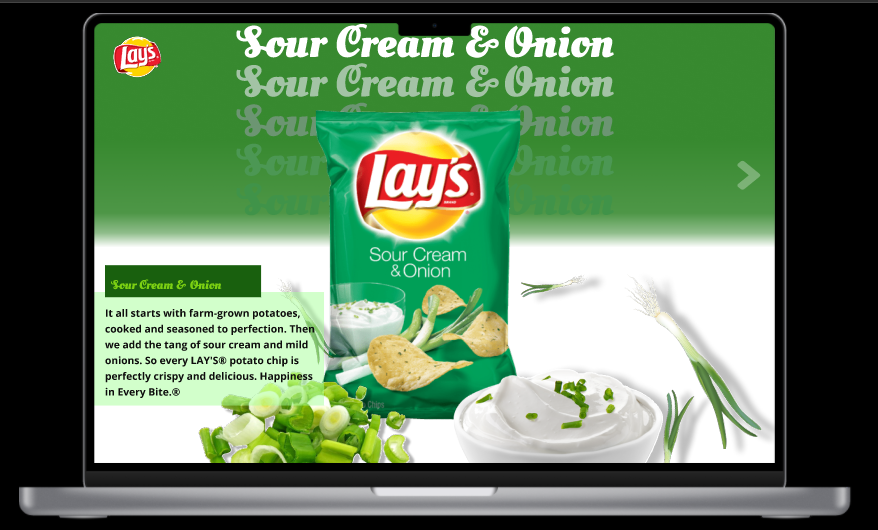 Sour Cream & Onion
Lay's
Sour Cream & Onion
Sour Cream & Onion
Sour Cream & Onion
Sour Cream & Onion
Lay's
BRAND
Sour Cream
& Onion
Sour Cream & Onion
It all starts with farm-grown potatoes,
cooked and seasoned to perfection. Then
we add the tang of sour cream and mild
onions. So every LAY'S® potato chip is
perfectly crispy and delicious. Happiness
in Every Bite.®
Chips